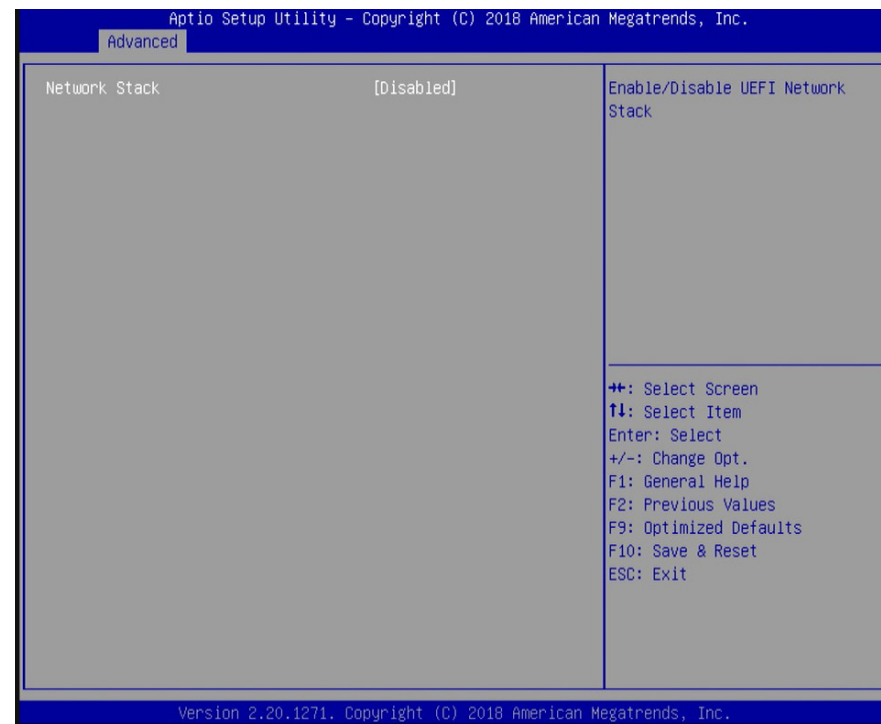 Aptio Setup Utility - Copyright (C) 2018 American Megatrends, Inc.
Advanced
Network Stack [Disabled]
Enable/Disable UEFI Network
Stack
→←: Select Screen
↑↓: Select Item
Enter: Select
+/-: Change Opt.
F1: General Help
F2: Previous Values
F9: Optimized Defaults
F10: Save & Reset
ESC: Exit
Version 2.20.1271. Copyright (C) 2018 American Megatrends, Inc.